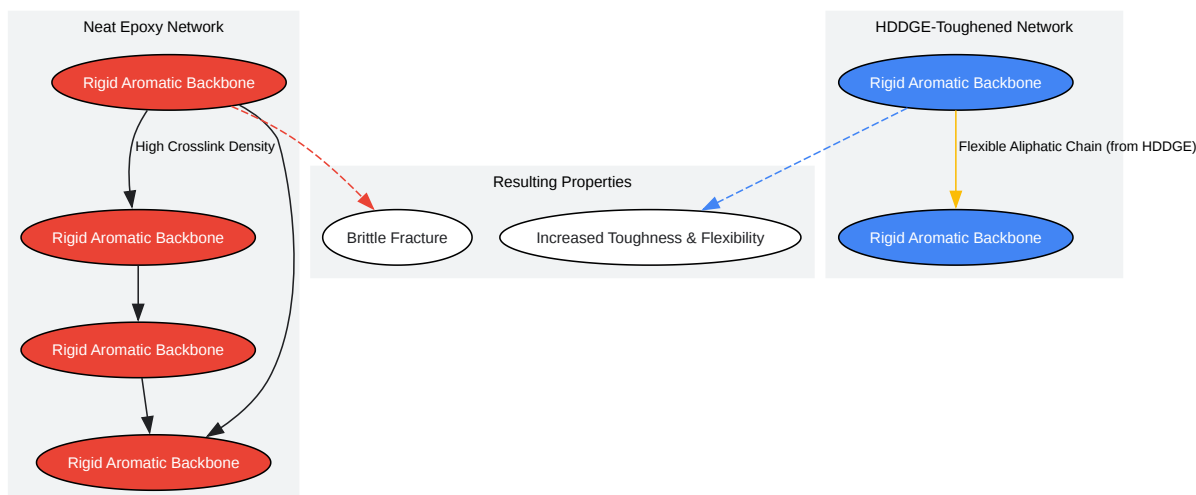 Neat Epoxy Network
Rigid Aromatic Backbone
High Crosslink Density
Rigid Aromatic Backbone
Rigid Aromatic Backbone
Rigid Aromatic Backbone
Resulting Properties
Brittle Fracture
Increased Toughness & Flexibility
HDDGE-Toughened Network
Rigid Aromatic Backbone
Flexible Aliphatic Chain (from HDDGE)
Rigid Aromatic Backbone